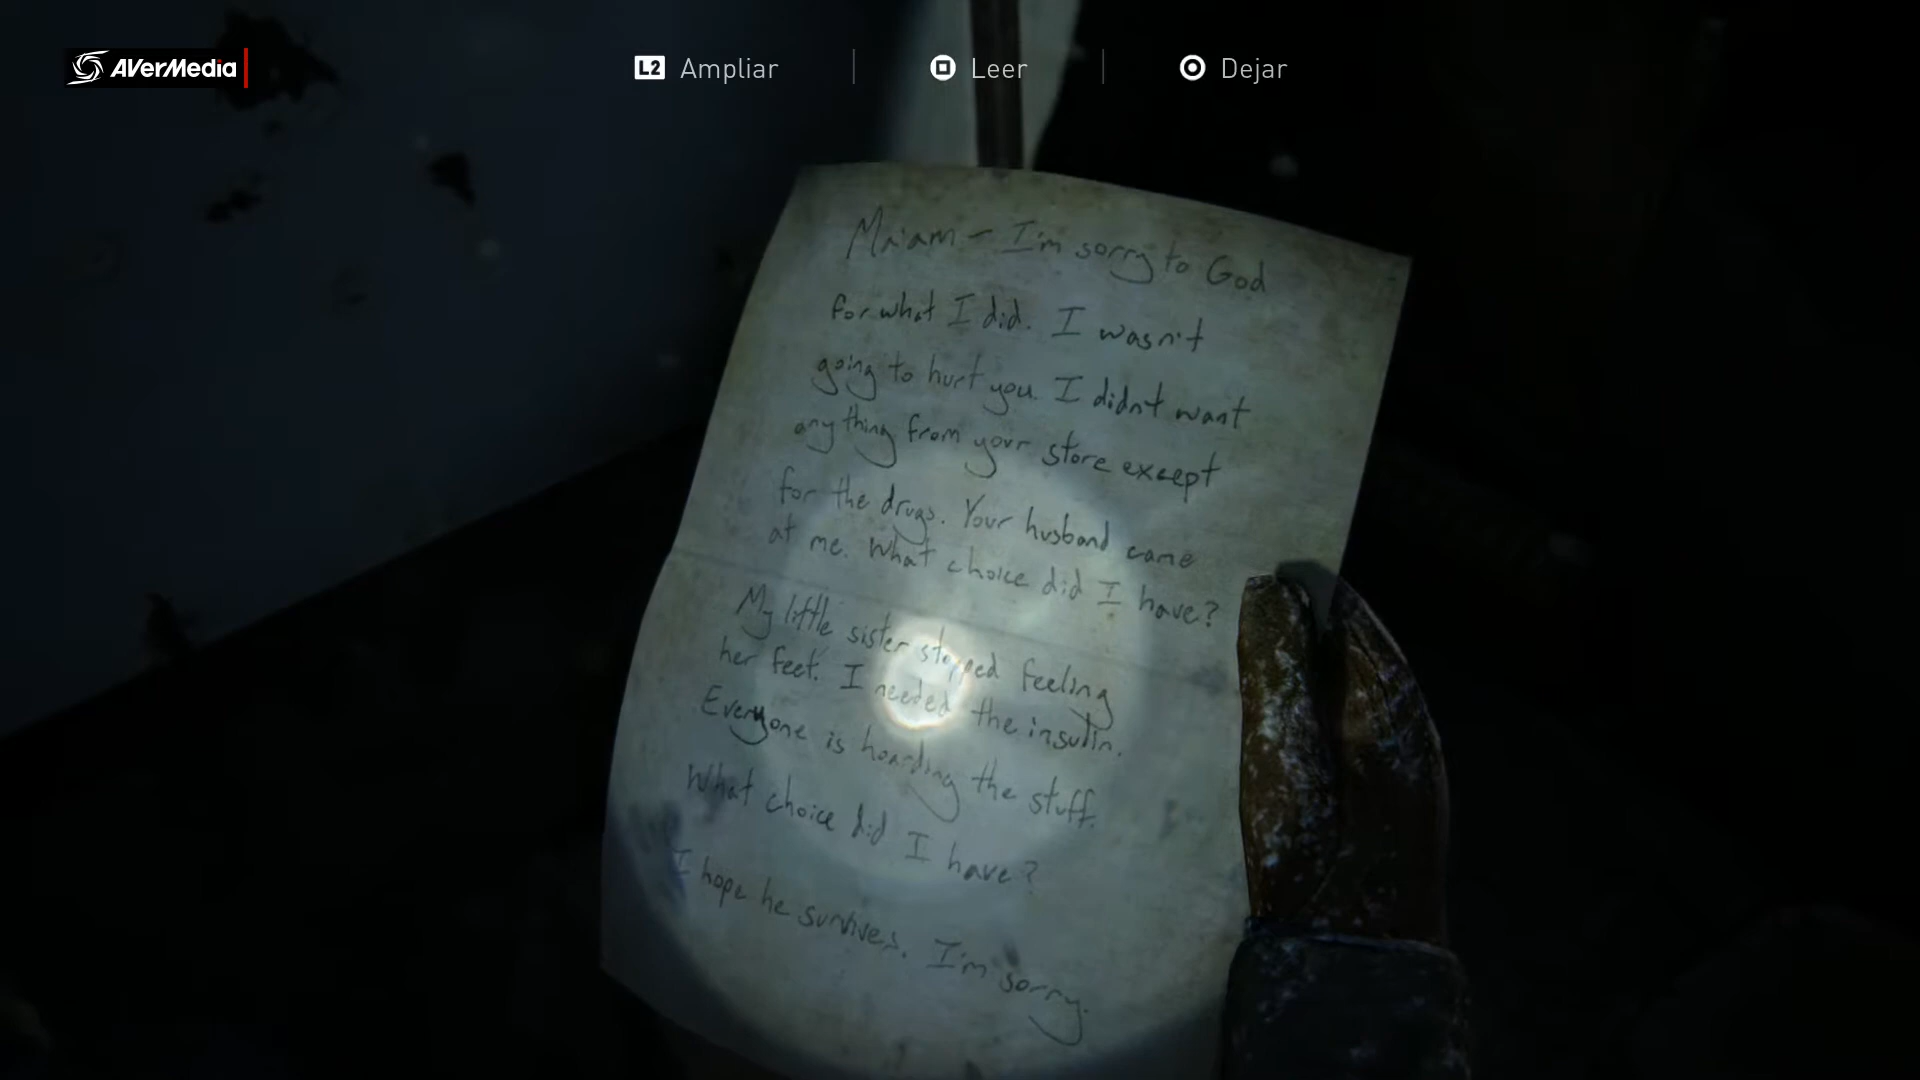 AVerMedia
L2 Ampliar
Leer
Dejar
Ma'am - I'm sorry to God
for what I did. I wasn't
going to hurt you. I didn't want
anything from your store except
for the drugs. Your husband came
at me. What choice did I have?
My little sister stopped feeling
her feet. I needed the insulin.
Everyone is hoarding the stuff.
What choice did I have?
I hope he survives. I'm sorry.